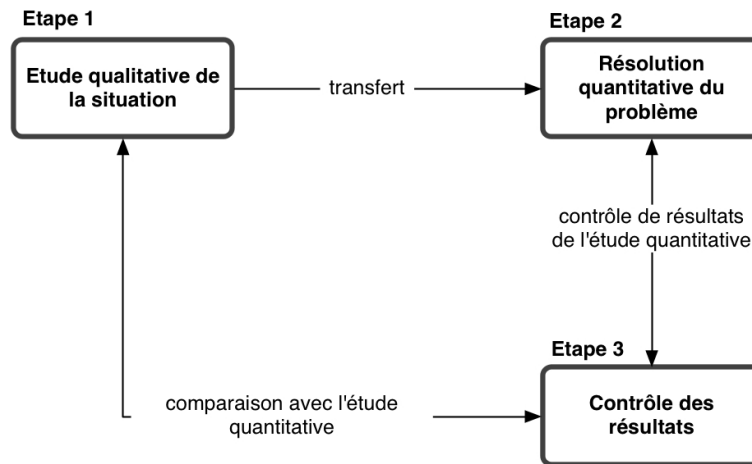 Etape 1
Etude qualitative de
la situation
transfert
Etape 2
Résolution
quantitative du
problème
contrôle de résultats
de l'étude quantitative
Etape 3
Contrôle des
résultats
comparaison avec l'étude
quantitative